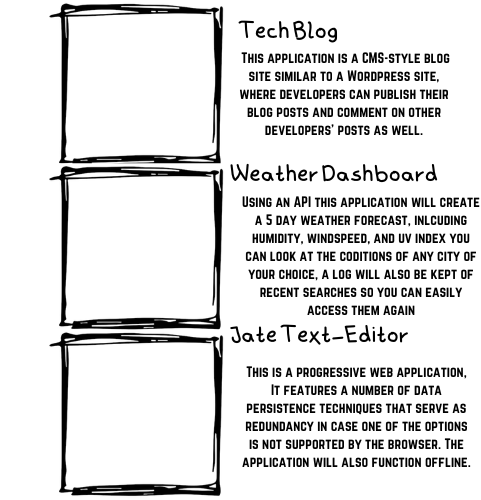 Tech Blog
This application is a CMS-style blog
site similar to a Wordpress site,
where developers can publish their
blog posts and comment on other
developers' posts as well.
Weather Dashboard
Using an API this application will create
a 5 day weather forecast, inlcuding
humidity, windspeed, and uv index you
can look at the coditions of any city of
your choice, a log will also be kept of
recent searches so you can easily
access them again
Jate Text-Editor
This is a progressive web application,
It features a number of data
persistence techniques that serve as
redundancy in case one of the options
is not supported by the browser. The
application will also function offline.